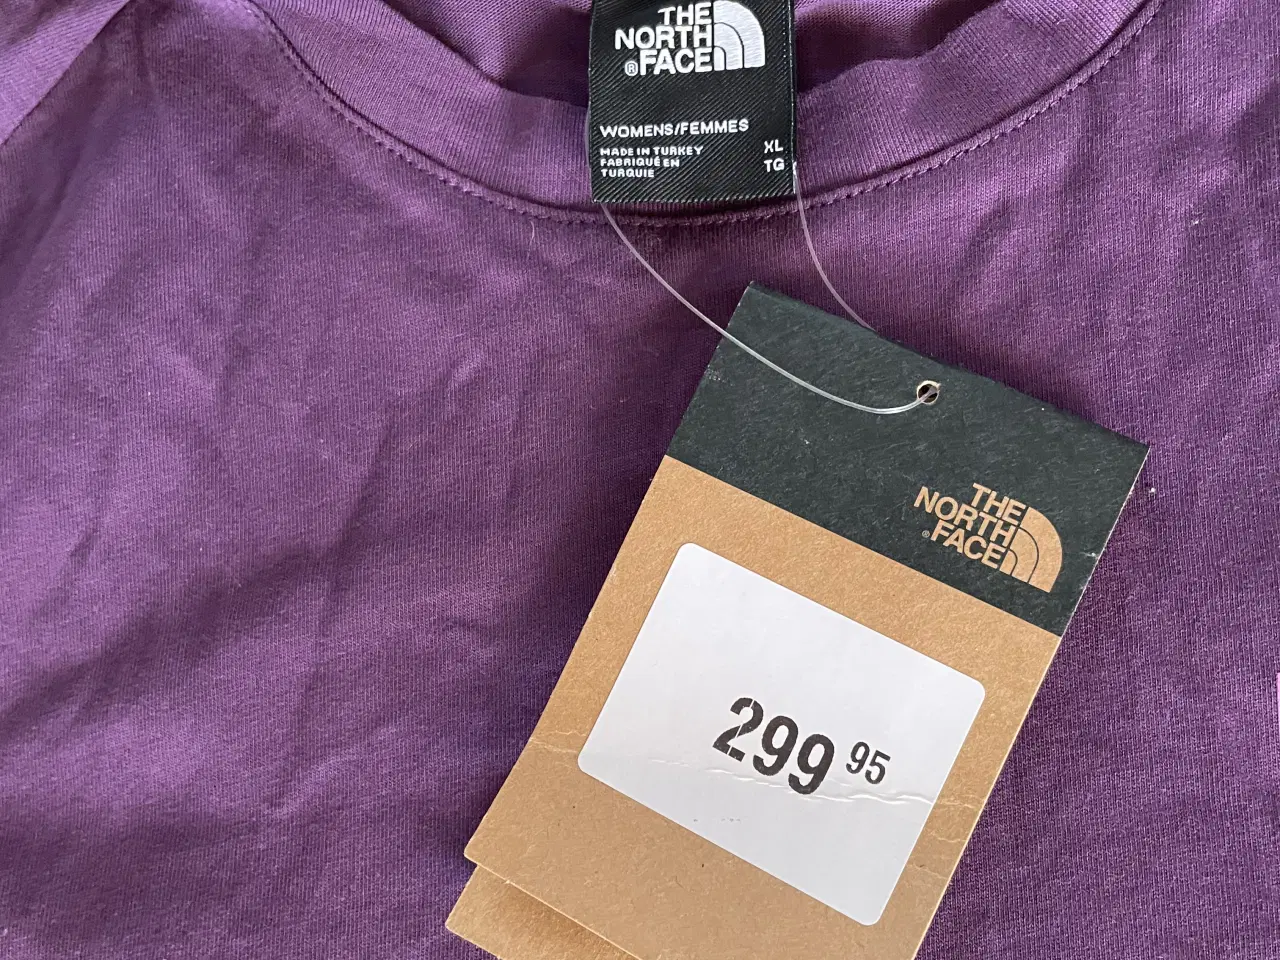 THE
NORTH
®FACE
WOMENS/FEMMES
MADE IN TURKEY
FABRIQUÉ EN
TURQUIE
XL
TG
THE
NORTH
®FACE
299 95